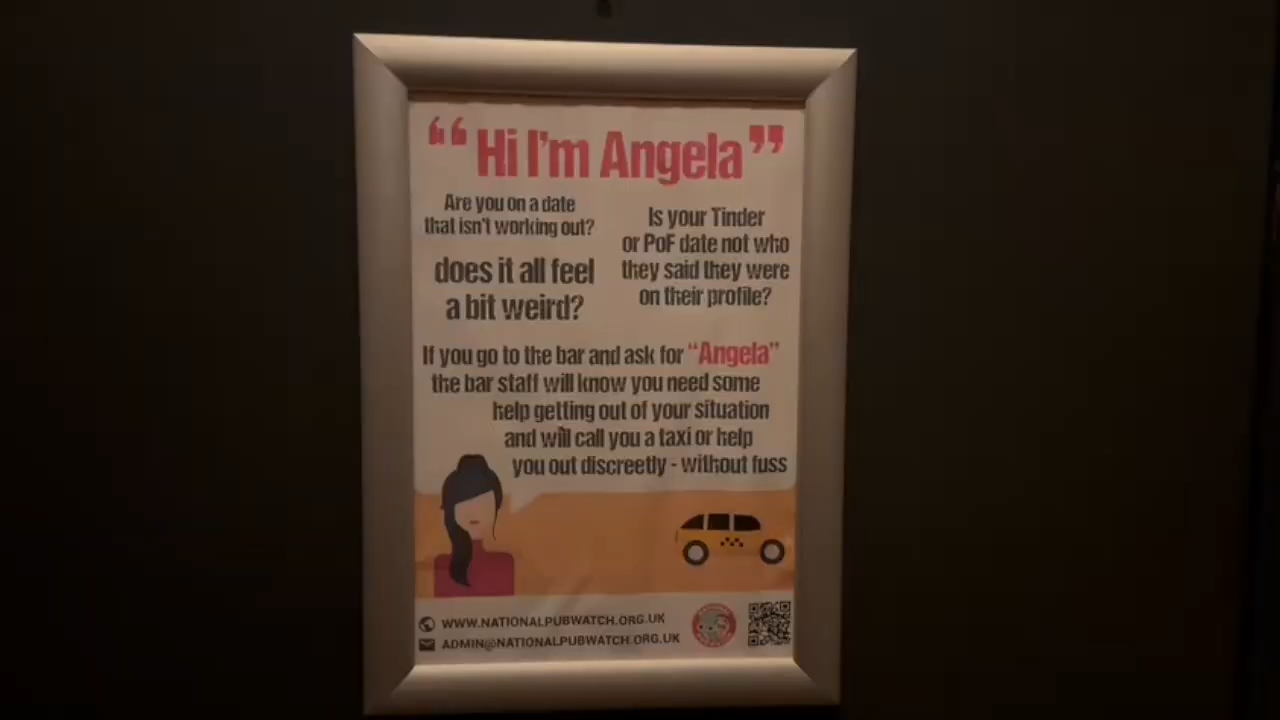 “Hi I'm Angela”
Are you on a date
that isn't working out?
does it all feel
a bit weird?
Is your Tinder
or PoF date not who
they said they were
on their profile?
If you go to the bar and ask for “Angela”
the bar staff will know you need some
help getting out of your situation
and will call you a taxi or help
you out discreetly - without fuss
WWW.NATIONALPUBWATCH.ORG.UK
ADMIN@NATIONALPUBWATCH.ORG.UK